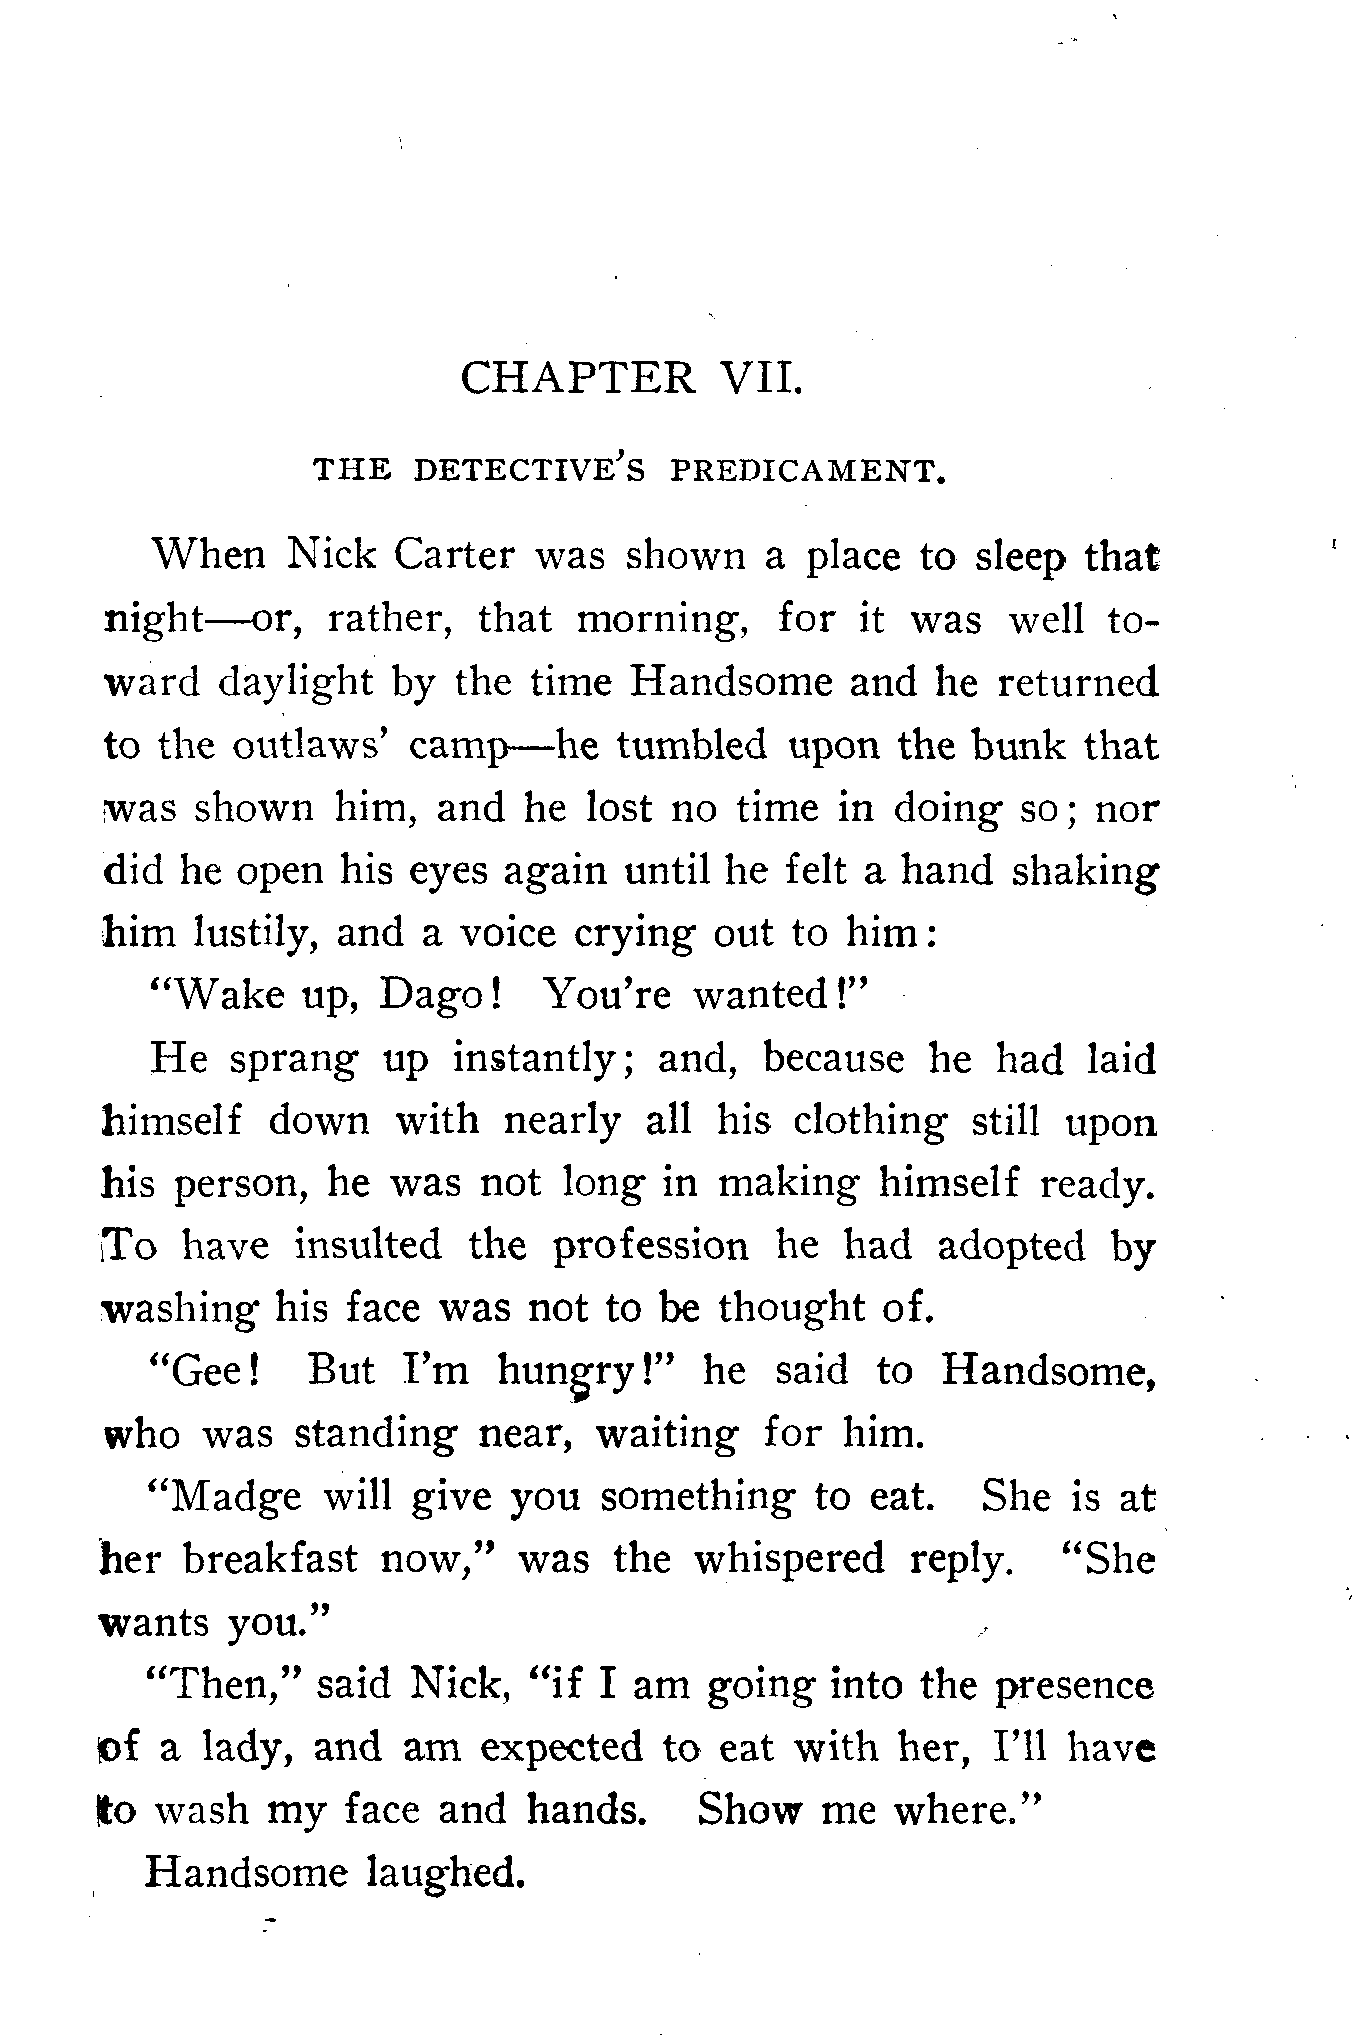 CHAPTER VII.
THE DETECTIVE'S PREDICAMENT.
When Nick Carter was shown a place to sleep that
night—or, rather, that morning, for it was well to-
ward daylight by the time Handsome and he returned
to the outlaws' camp—he tumbled upon the bunk that
was shown him, and he lost no time in doing so; nor
did he open his eyes again until he felt a hand shaking
him lustily, and a voice crying out to him:
"Wake up, Dago! You're wanted!"
He sprang up instantly; and, because he had laid
himself down with nearly all his clothing still upon
his person, he was not long in making himself ready.
To have insulted the profession he had adopted by
washing his face was not to be thought of.
"Gee! But I'm hungry!" he said to Handsome,
who was standing near, waiting for him.
"Madge will give you something to eat. She is at
her breakfast now," was the whispered reply. "She
wants you."
"Then," said Nick, "if I am going into the presence
of a lady, and am expected to eat with her, I'll have
to wash my face and hands. Show me where."
Handsome laughed.